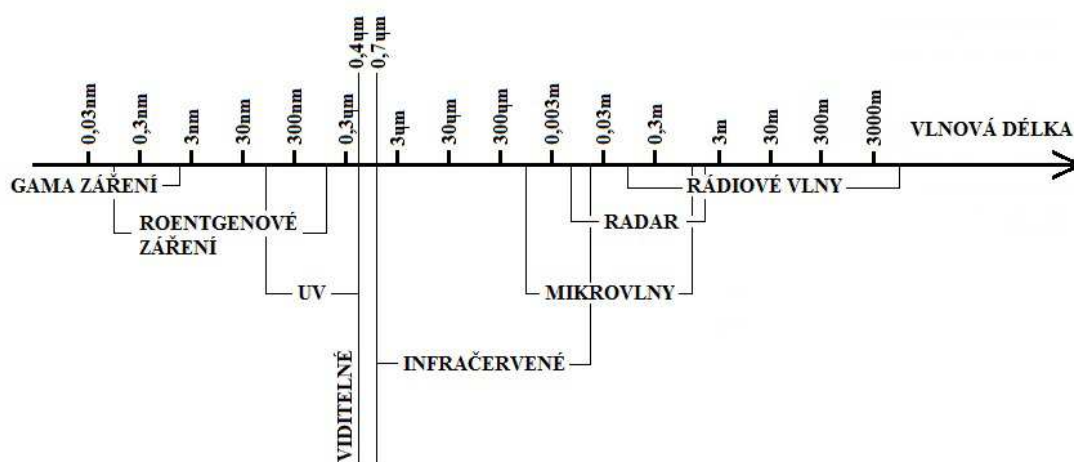 0,4μm
0,7μm
0,03nm
0,3nm
3nm
30nm
300nm
0,3μm
3μm
30μm
300μm
0,003m
0,03m
0,3m
3m
30m
300m
3000m
VLNOVÁ DÉLKA
GAMA ZÁŘENÍ
RÁDIOVÉ VLNY
ROENTGENOVÉ
ZÁŘENÍ
RADAR
UV
MIKROVLNY
VIDITELNÉ
INFRAČERVENÉ